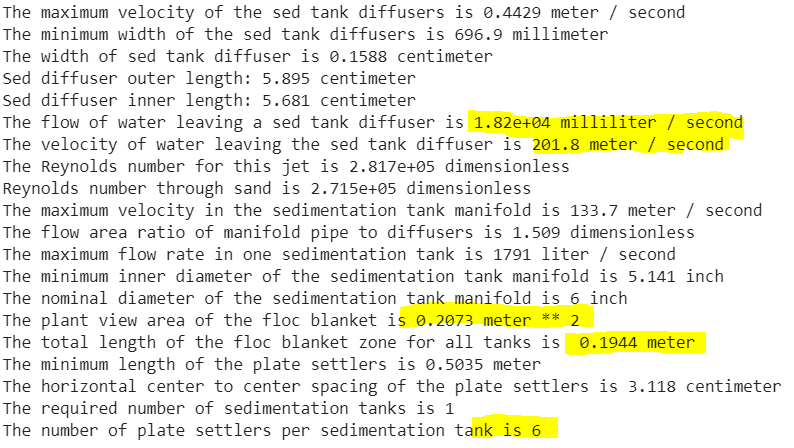 The maximum velocity of the sed tank diffusers is 0.4429 meter / second
The minimum width of the sed tank diffusers is 696.9 millimeter
The width of sed tank diffuser is 0.1588 centimeter
Sed diffuser outer length: 5.895 centimeter
Sed diffuser inner length: 5.681 centimeter
The flow of water leaving a sed tank diffuser is 1.82e+04 milliliter / second
The velocity of water leaving the sed tank diffuser is 201.8 meter / second
The Reynolds number for this jet is 2.817e+05 dimensionless
Reynolds number through sand is 2.715e+05 dimensionless
The maximum velocity in the sedimentation tank manifold is 133.7 meter / second
The flow area ratio of manifold pipe to diffusers is 1.509 dimensionless
The maximum flow rate in one sedimentation tank is 1791 liter / second
The minimum inner diameter of the sedimentation tank manifold is 5.141 inch
The nominal diameter of the sedimentation tank manifold is 6 inch
The plant view area of the floc blanket is 0.2073 meter ** 2
The total length of the floc blanket zone for all tanks is 0.1944 meter
The minimum length of the plate settlers is 0.5035 meter
The horizontal center to center spacing of the plate settlers is 3.118 centimeter
The required number of sedimentation tanks is 1
The number of plate settlers per sedimentation tank is 6